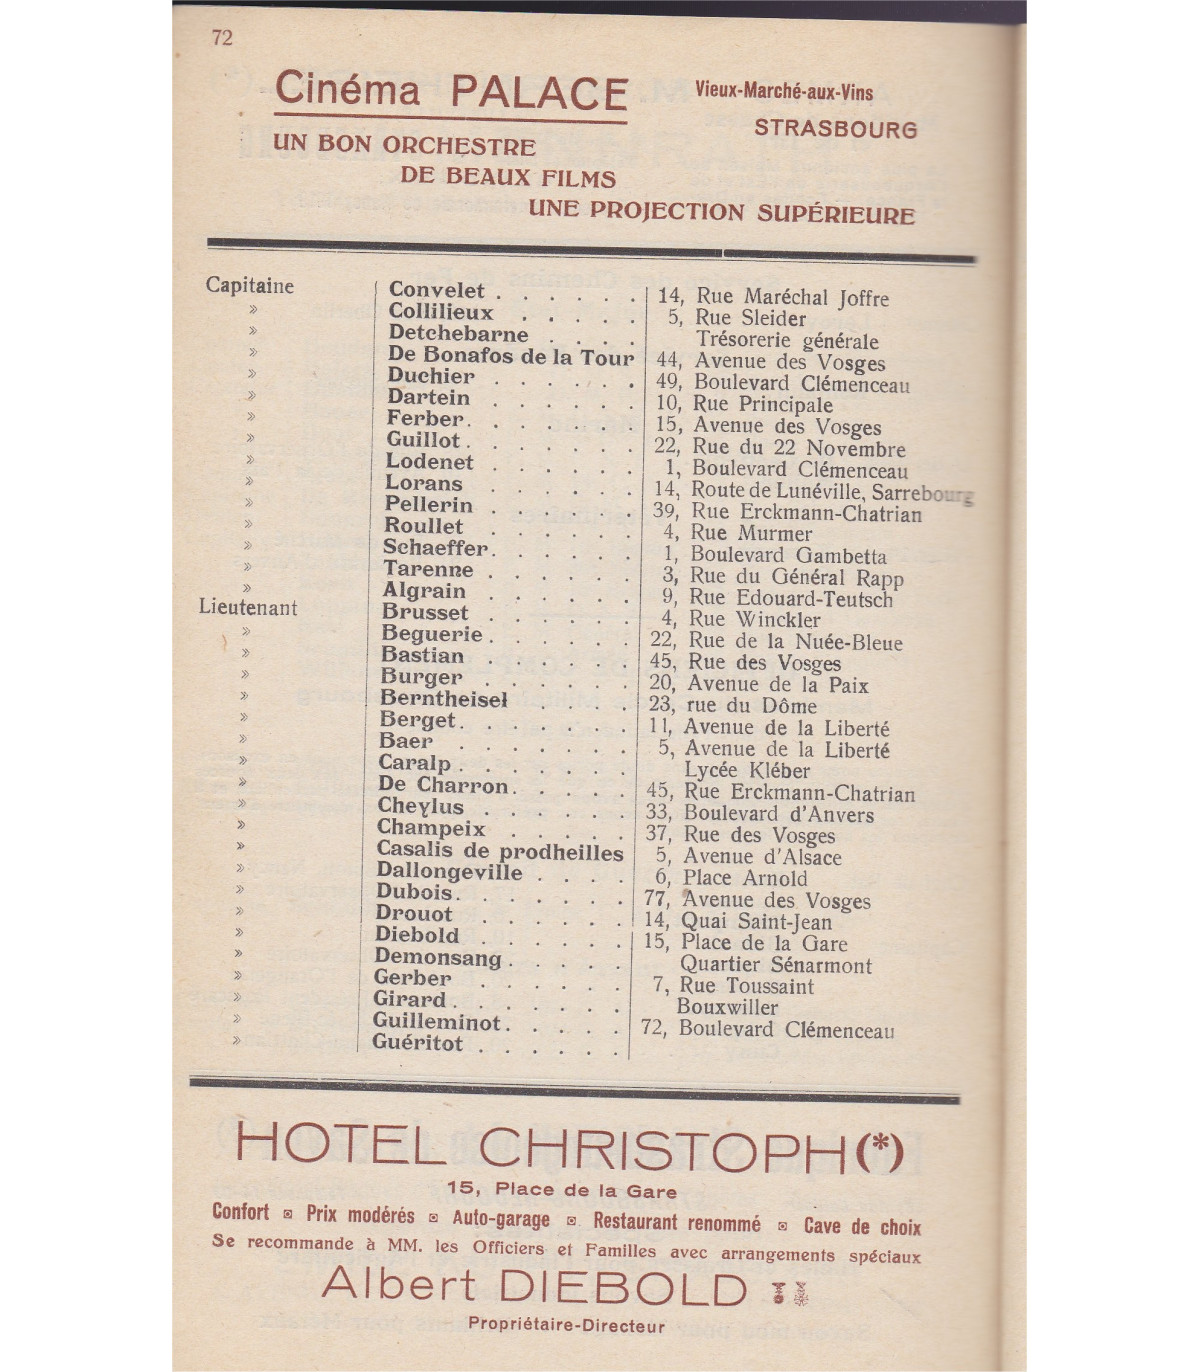 72
Cinéma PALACE Vieux-Marché-aux-Vins
STRASBOURG
UN BON ORCHESTRE
DE BEAUX FILMS
UNE PROJECTION SUPÉRIEURE
Capitaine Convelet . . . . . . 14, Rue Maréchal Joffre
» Collilieux . . . . . 5, Rue Sleider
» Detchebarne . . . . Trésorerie générale
» De Bonafos de la Tour 44, Avenue des Vosges
» Duchier . . . . . . 49, Boulevard Clémenceau
» Dartein . . . . . . 10, Rue Principale
» Ferber. . . . . . . 15, Avenue des Vosges
» Guillot. . . . . . . 22, Rue du 22 Novembre
» Lodenet . . . . . . 1, Boulevard Clémenceau
» Lorans . . . . . . 14, Route de Lunéville, Sarrebourg
» Pellerin . . . . . . 39, Rue Erckmann-Chatrian
» Roullet . . . . . . 4, Rue Murmer
» Schaeffer. . . . . . 1, Boulevard Gambetta
» Tarenne . . . . . . 3, Rue du Général Rapp
» Algrain . . . . . . 9, Rue Edouard-Teutsch
Lieutenant Brusset . . . . . . 4, Rue Winckler
» Beguerie. . . . . . 22, Rue de la Nuée-Bleue
» Bastian . . . . . . 45, Rue des Vosges
» Burger . . . . . . 20, Avenue de la Paix
» Berntheisel . . . . 23, rue du Dôme
» Berget. . . . . . . 11, Avenue de la Liberté
» Baer . . . . . . . 5, Avenue de la Liberté
» Caralp. . . . . . . Lycée Kléber
» De Charron. . . . . 45, Rue Erckmann-Chatrian
» Cheylus . . . . . . 33, Boulevard d'Anvers
» Champeix . . . . . 37, Rue des Vosges
» Casalis de prodheilles 5, Avenue d'Alsace
» Dallongeville . . . . 6, Place Arnold
» Dubois. . . . . . . 77, Avenue des Vosges
» Drouot . . . . . . 14, Quai Saint-Jean
» Diebold . . . . . . 15, Place de la Gare
» Demonsang . . . . . Quartier Sénarmont
» Gerber . . . . . . 7, Rue Toussaint
» Girard . . . . . . . Bouxwiller
» Guilleminot. . . . . 72, Boulevard Clémenceau
» Guéritot . . . . . .
HOTEL CHRISTOPH (*)
15, Place de la Gare
Confort ¤ Prix modérés ¤ Auto-garage ¤ Restaurant renommé ¤ Cave de choix
Se recommande à MM. les Officiers et Familles avec arrangements spéciaux
Albert DIEBOLD
Propriétaire-Directeur